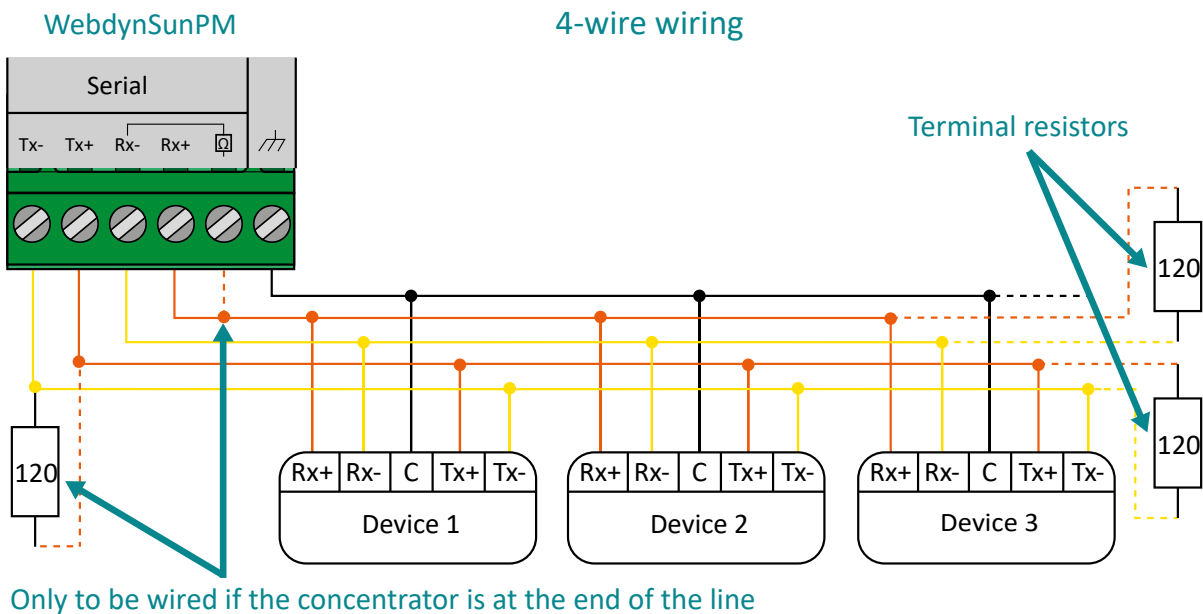 WebdynSunPM
4-wire wiring
Serial
Tx- Tx+ Rx- Rx+ Ω
Terminal resistors
120
120
120
Rx+ Rx- C Tx+ Tx-
Device 1
Rx+ Rx- C Tx+ Tx-
Device 2
Rx+ Rx- C Tx+ Tx-
Device 3
Only to be wired if the concentrator is at the end of the line